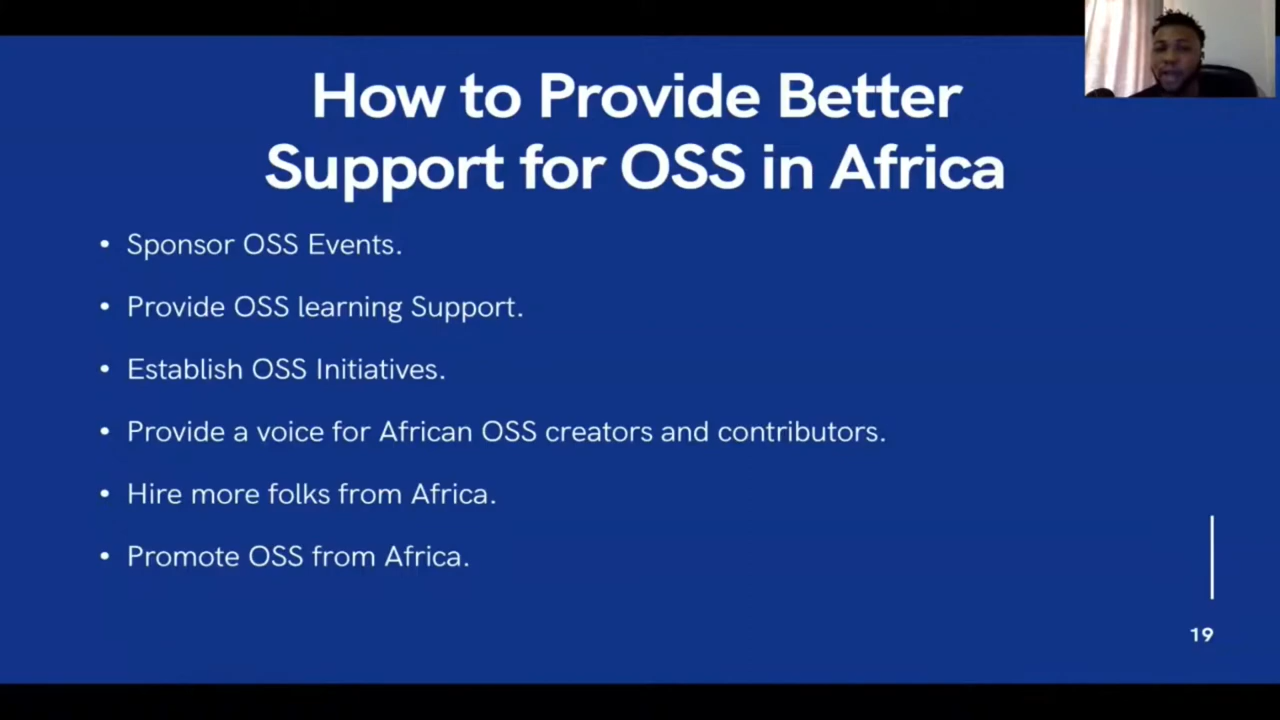 How to Provide Better
Support for OSS in Africa
• Sponsor OSS Events.
• Provide OSS learning Support.
• Establish OSS Initiatives.
• Provide a voice for African OSS creators and contributors.
• Hire more folks from Africa.
• Promote OSS from Africa.
19